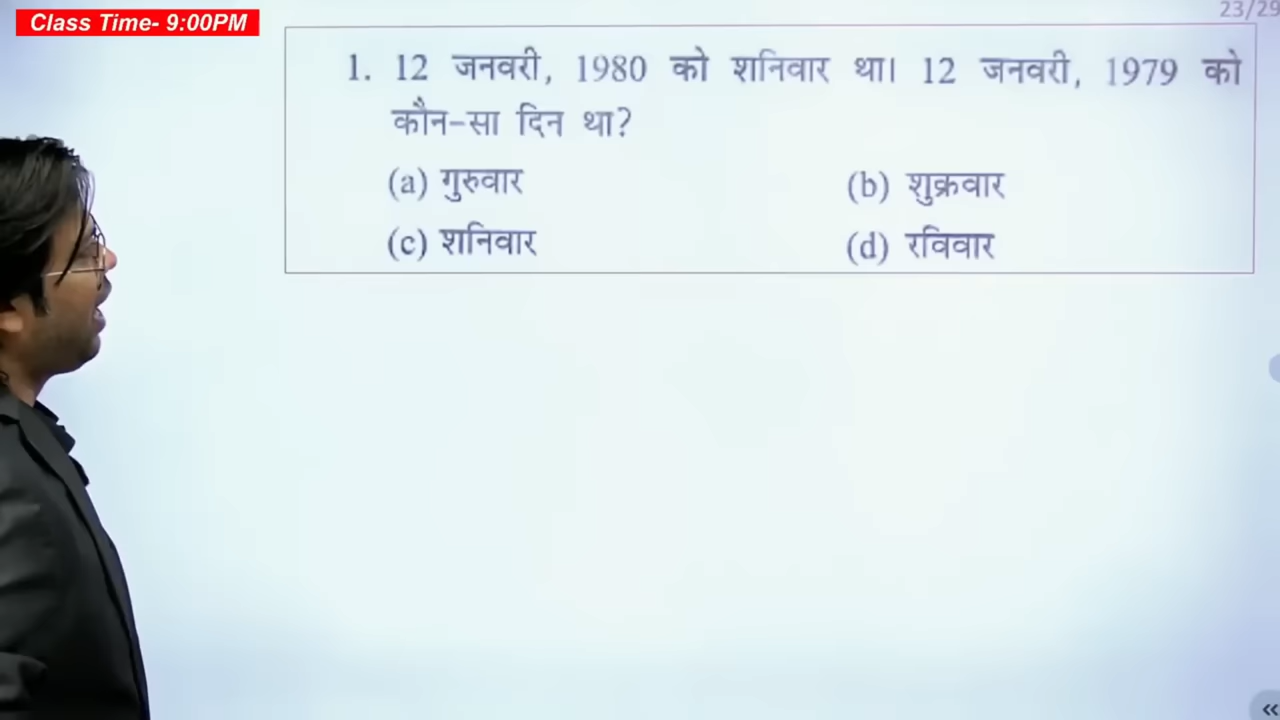 Class Time- 9:00PM
23/29
1. 12 जनवरी, 1980 को शनिवार था। 12 जनवरी, 1979 को
कौन-सा दिन था?
(a) गुरुवार
(b) शुक्रवार
(c) शनिवार
(d) रविवार